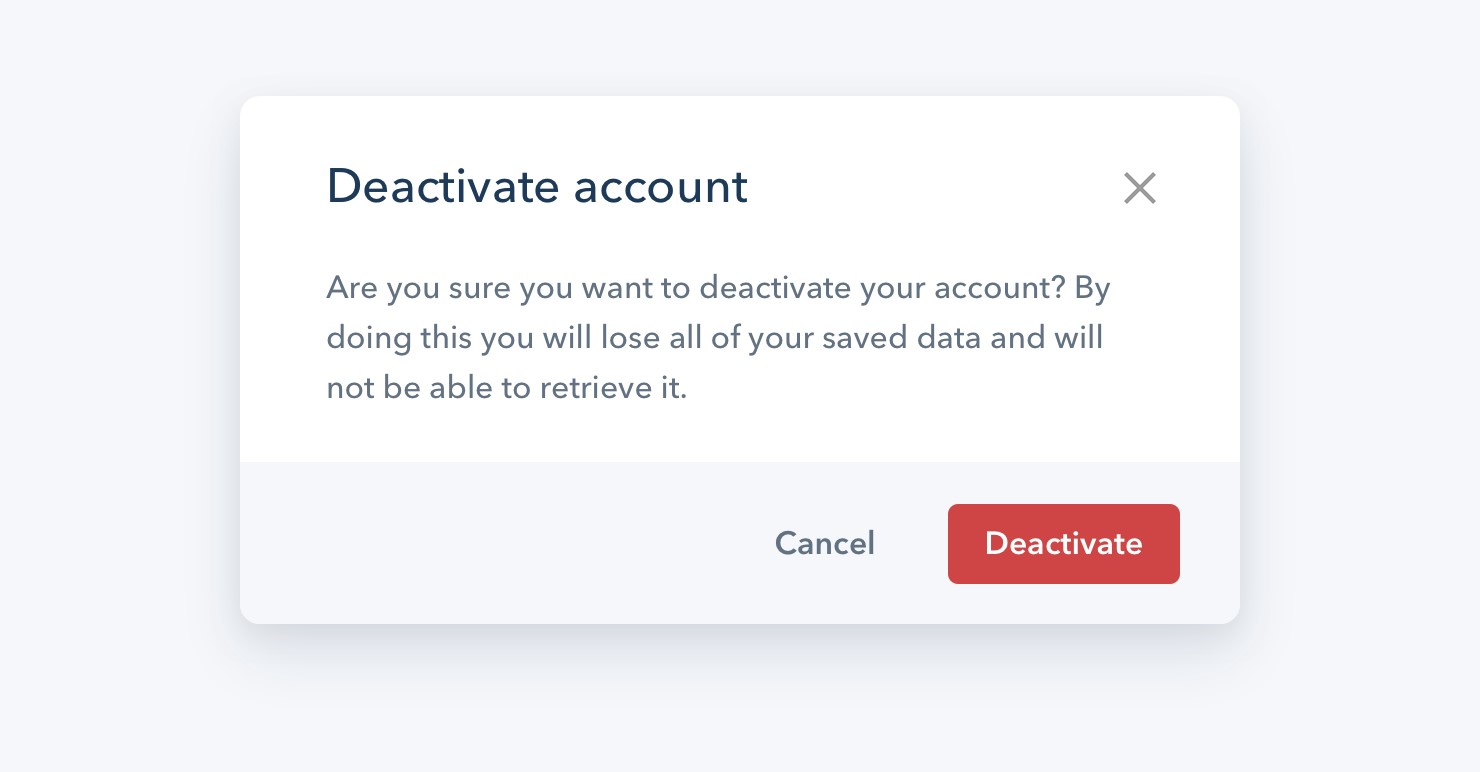 Deactivate account
Are you sure you want to deactivate your account? By
doing this you will lose all of your saved data and will
not be able to retrieve it.
Cancel
Deactivate